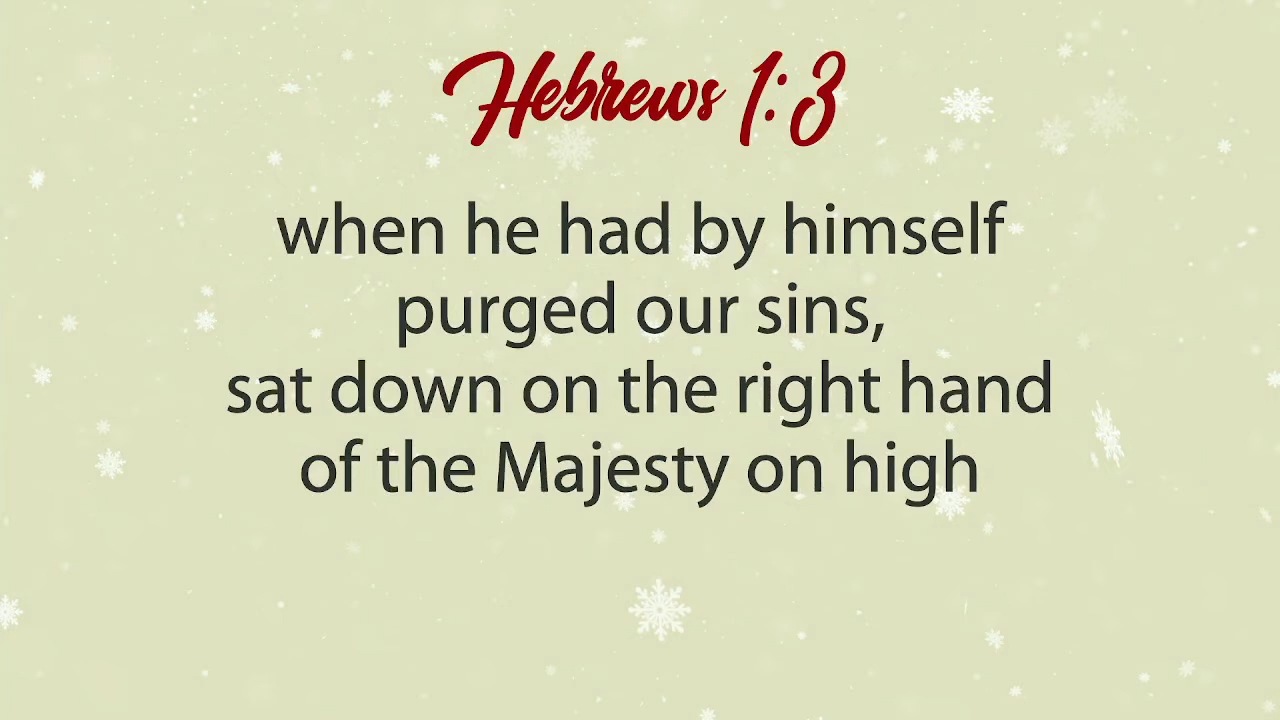 Hebrews 1:3
when he had by himself
purged our sins,
sat down on the right hand
of the Majesty on high